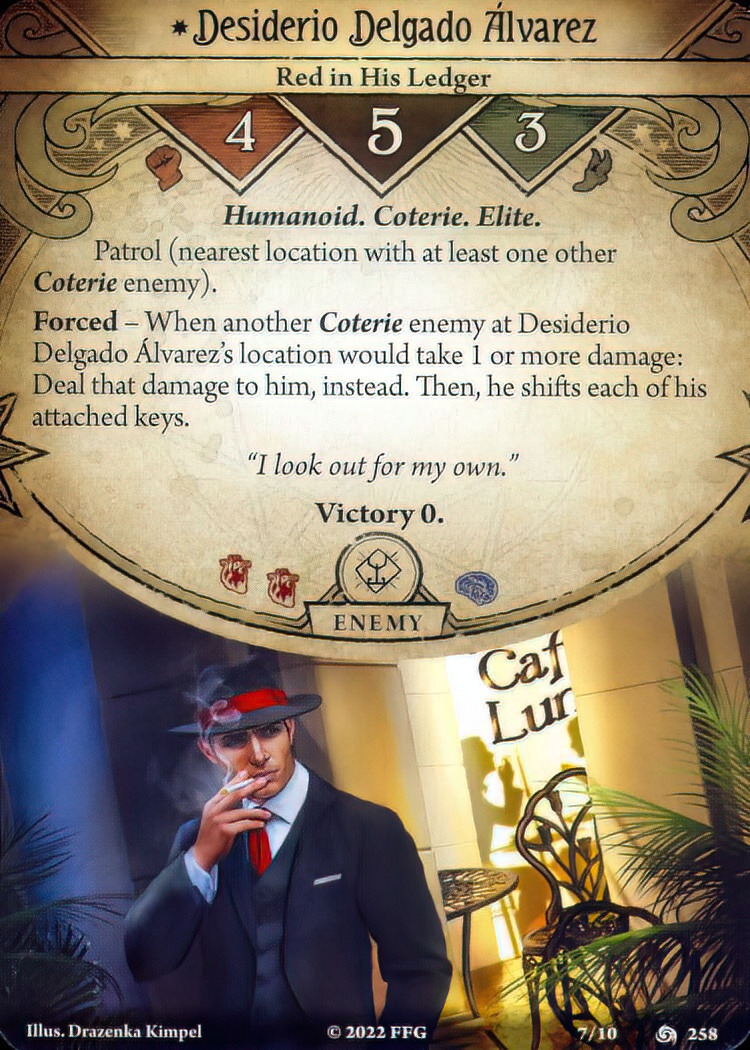 Desiderio Delgado Álvarez
Red in His Ledger
4 5 3
Humanoid. Coterie. Elite.
Patrol (nearest location with at least one other
Coterie enemy).
Forced – When another Coterie enemy at Desiderio
Delgado Álvarez's location would take 1 or more damage:
Deal that damage to him, instead. Then, he shifts each of his
attached keys.
"I look out for my own."
Victory 0.
ENEMY
Caf
Lun
Illus. Drazenka Kimpel © 2022 FFG 7/10 258